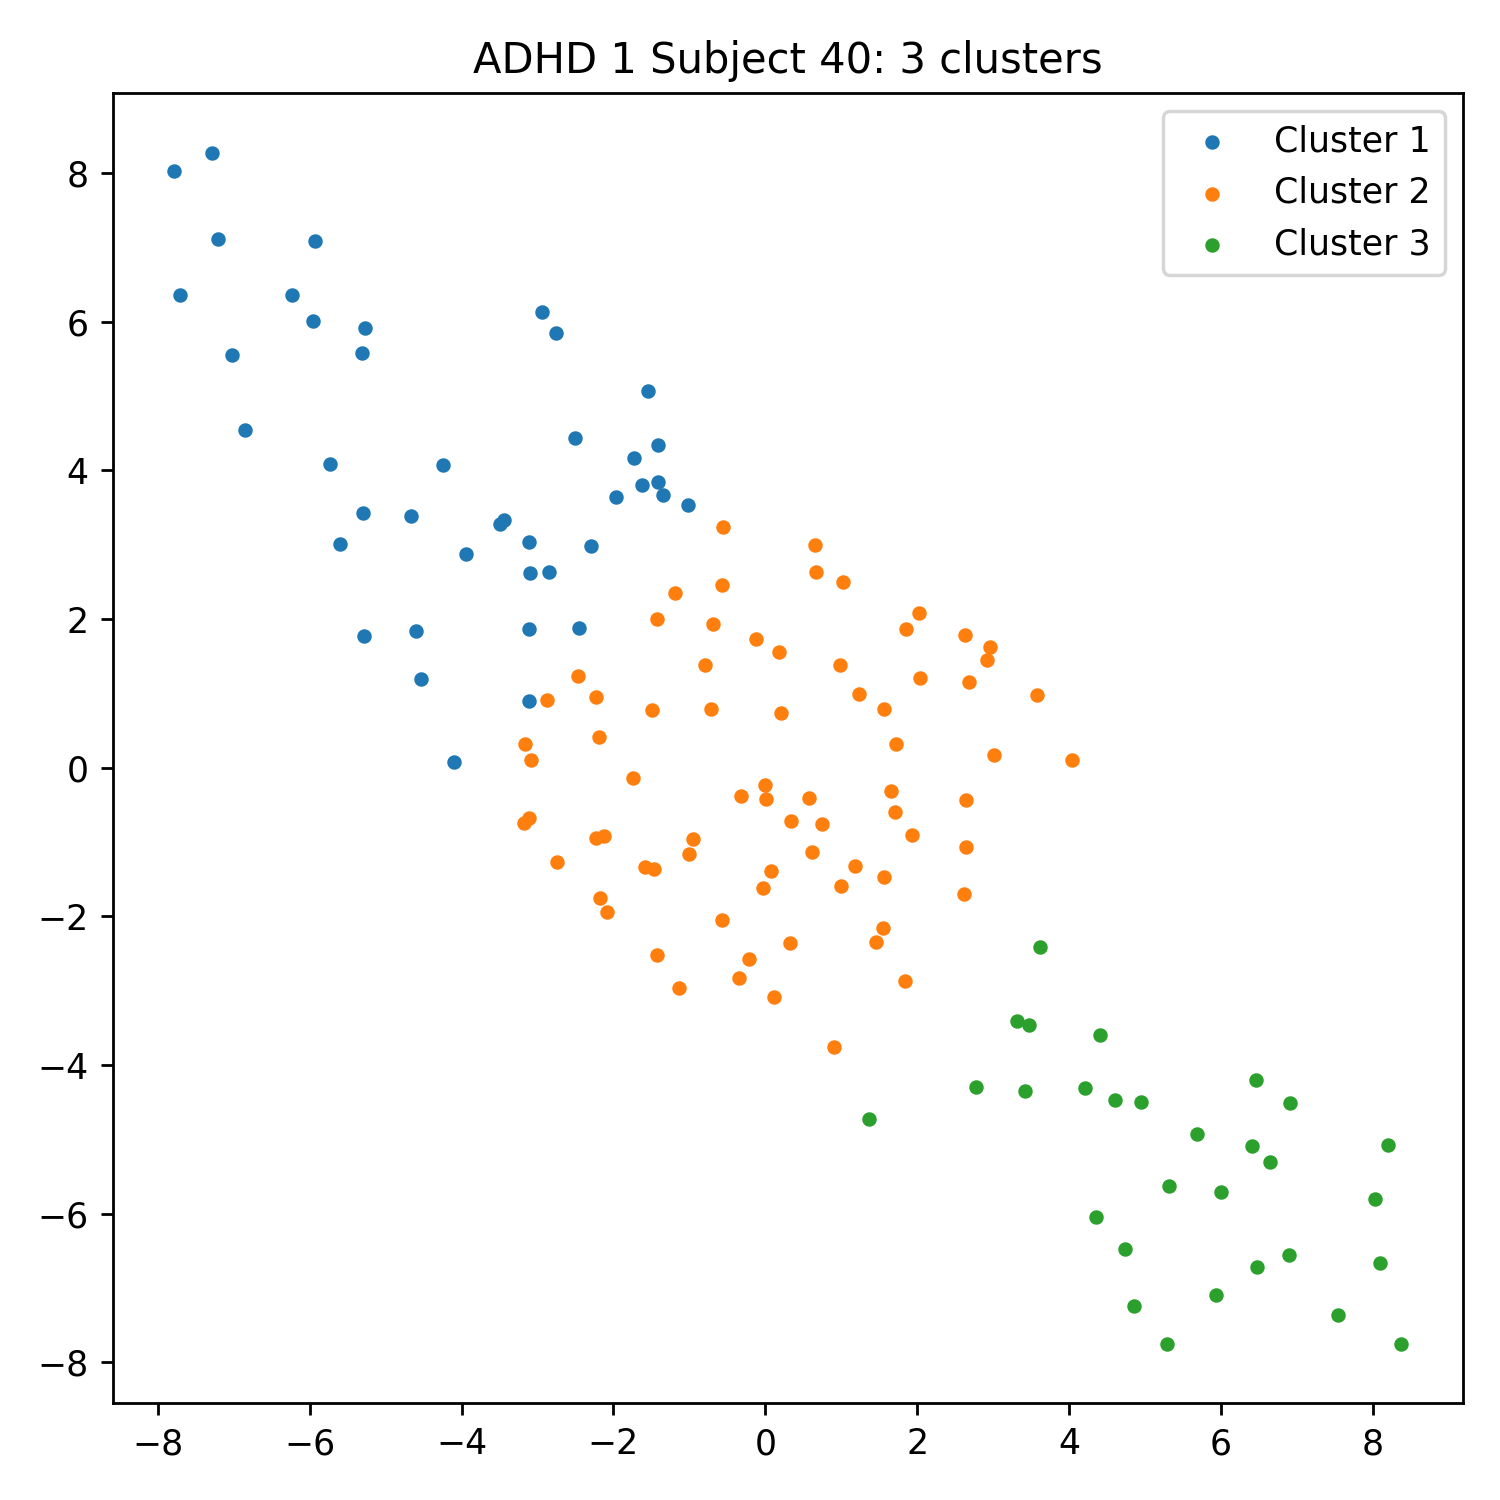 ADHD 1 Subject 40: 3 clusters
Cluster 1
Cluster 2
Cluster 3
8
6
4
2
0
−2
−4
−6
−8
−8 −6 −4 −2 0 2 4 6 8